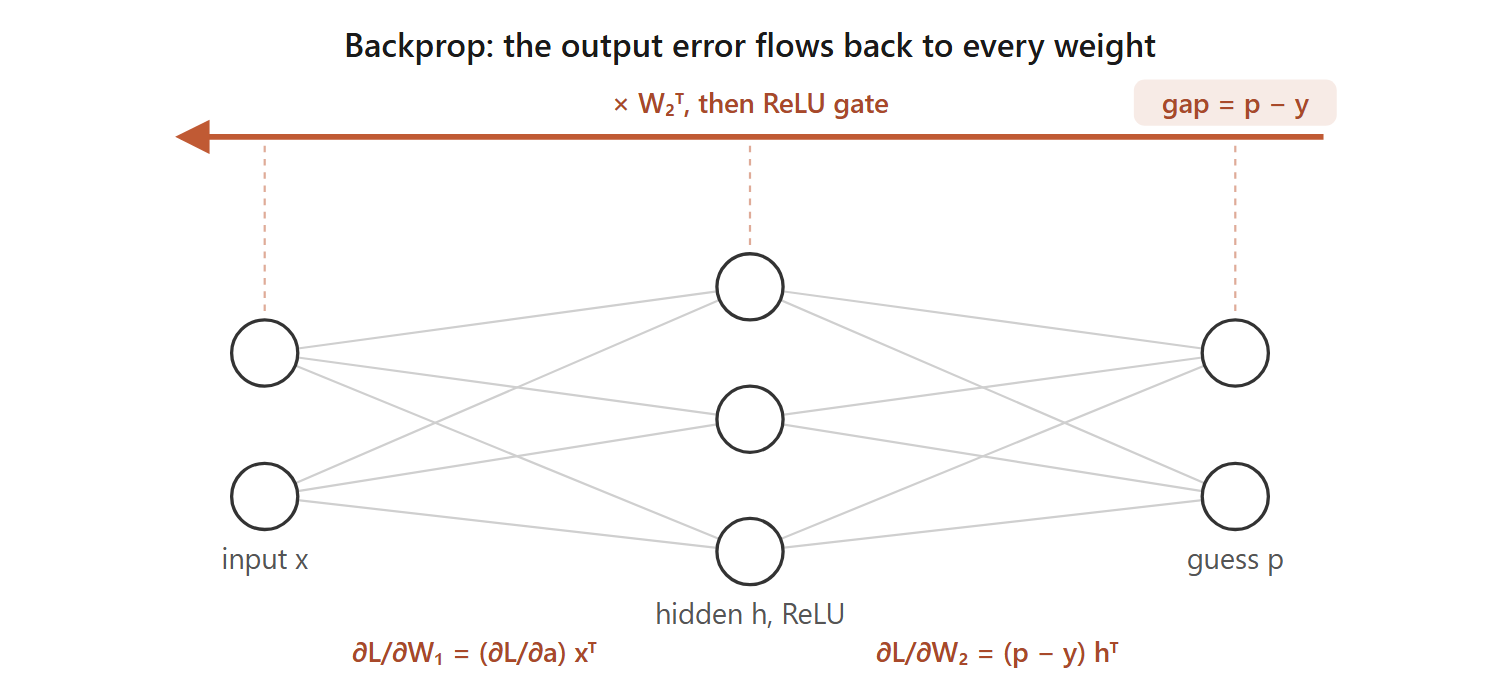 Backprop: the output error flows back to every weight
× W₂ᵀ, then ReLU gate
gap = p − y
input x
guess p
hidden h, ReLU
∂L/∂W₁ = (∂L/∂a) xᵀ
∂L/∂W₂ = (p − y) hᵀ